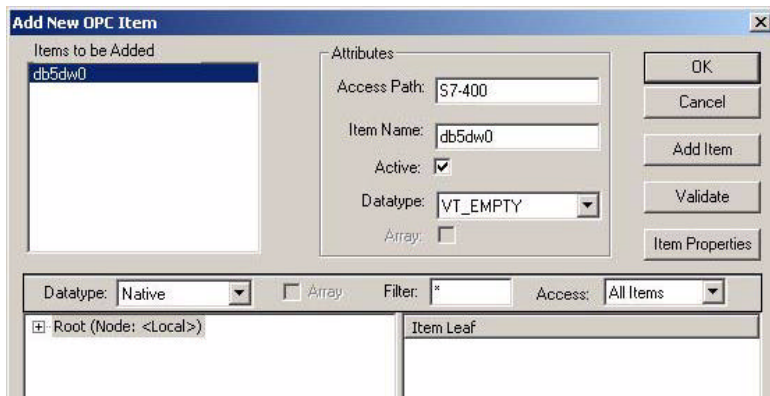 Add New OPC Item
Items to be Added
db5dw0
Attributes
Access Path: S7-400
Item Name: db5dw0
Active:
Datatype: VT_EMPTY
Array:
OK
Cancel
Add Item
Validate
Item Properties
Datatype: Native Array Filter: * Access: All Items
Root (Node: <Local>)
Item Leaf